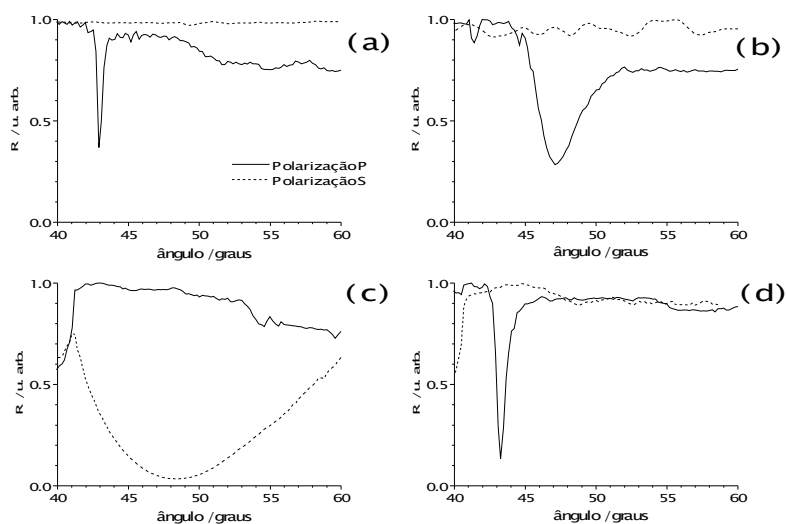 1.0
(a)
R / u. arb.
0.5
Polarização P
Polarização S
0.0
40 45 50 55 60
ângulo / graus
1.0
(b)
R / u. arb.
0.5
0.0
40 45 50 55 60
ângulo / graus
1.0
(c)
R / u. arb.
0.5
0.0
40 45 50 55 60
ângulo / graus
1.0
(d)
R / u. arb.
0.5
0.0
40 45 50 55 60
ângulo / graus